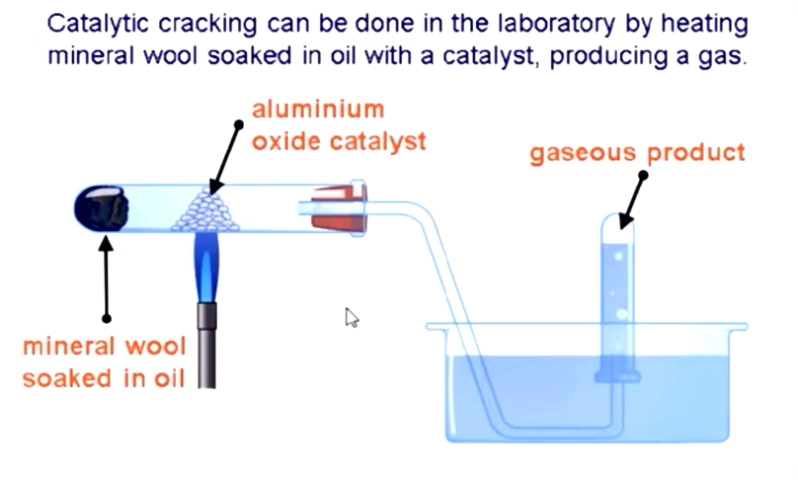 Catalytic cracking can be done in the laboratory by heating
mineral wool soaked in oil with a catalyst, producing a gas.
aluminium
oxide catalyst
gaseous product
mineral wool
soaked in oil